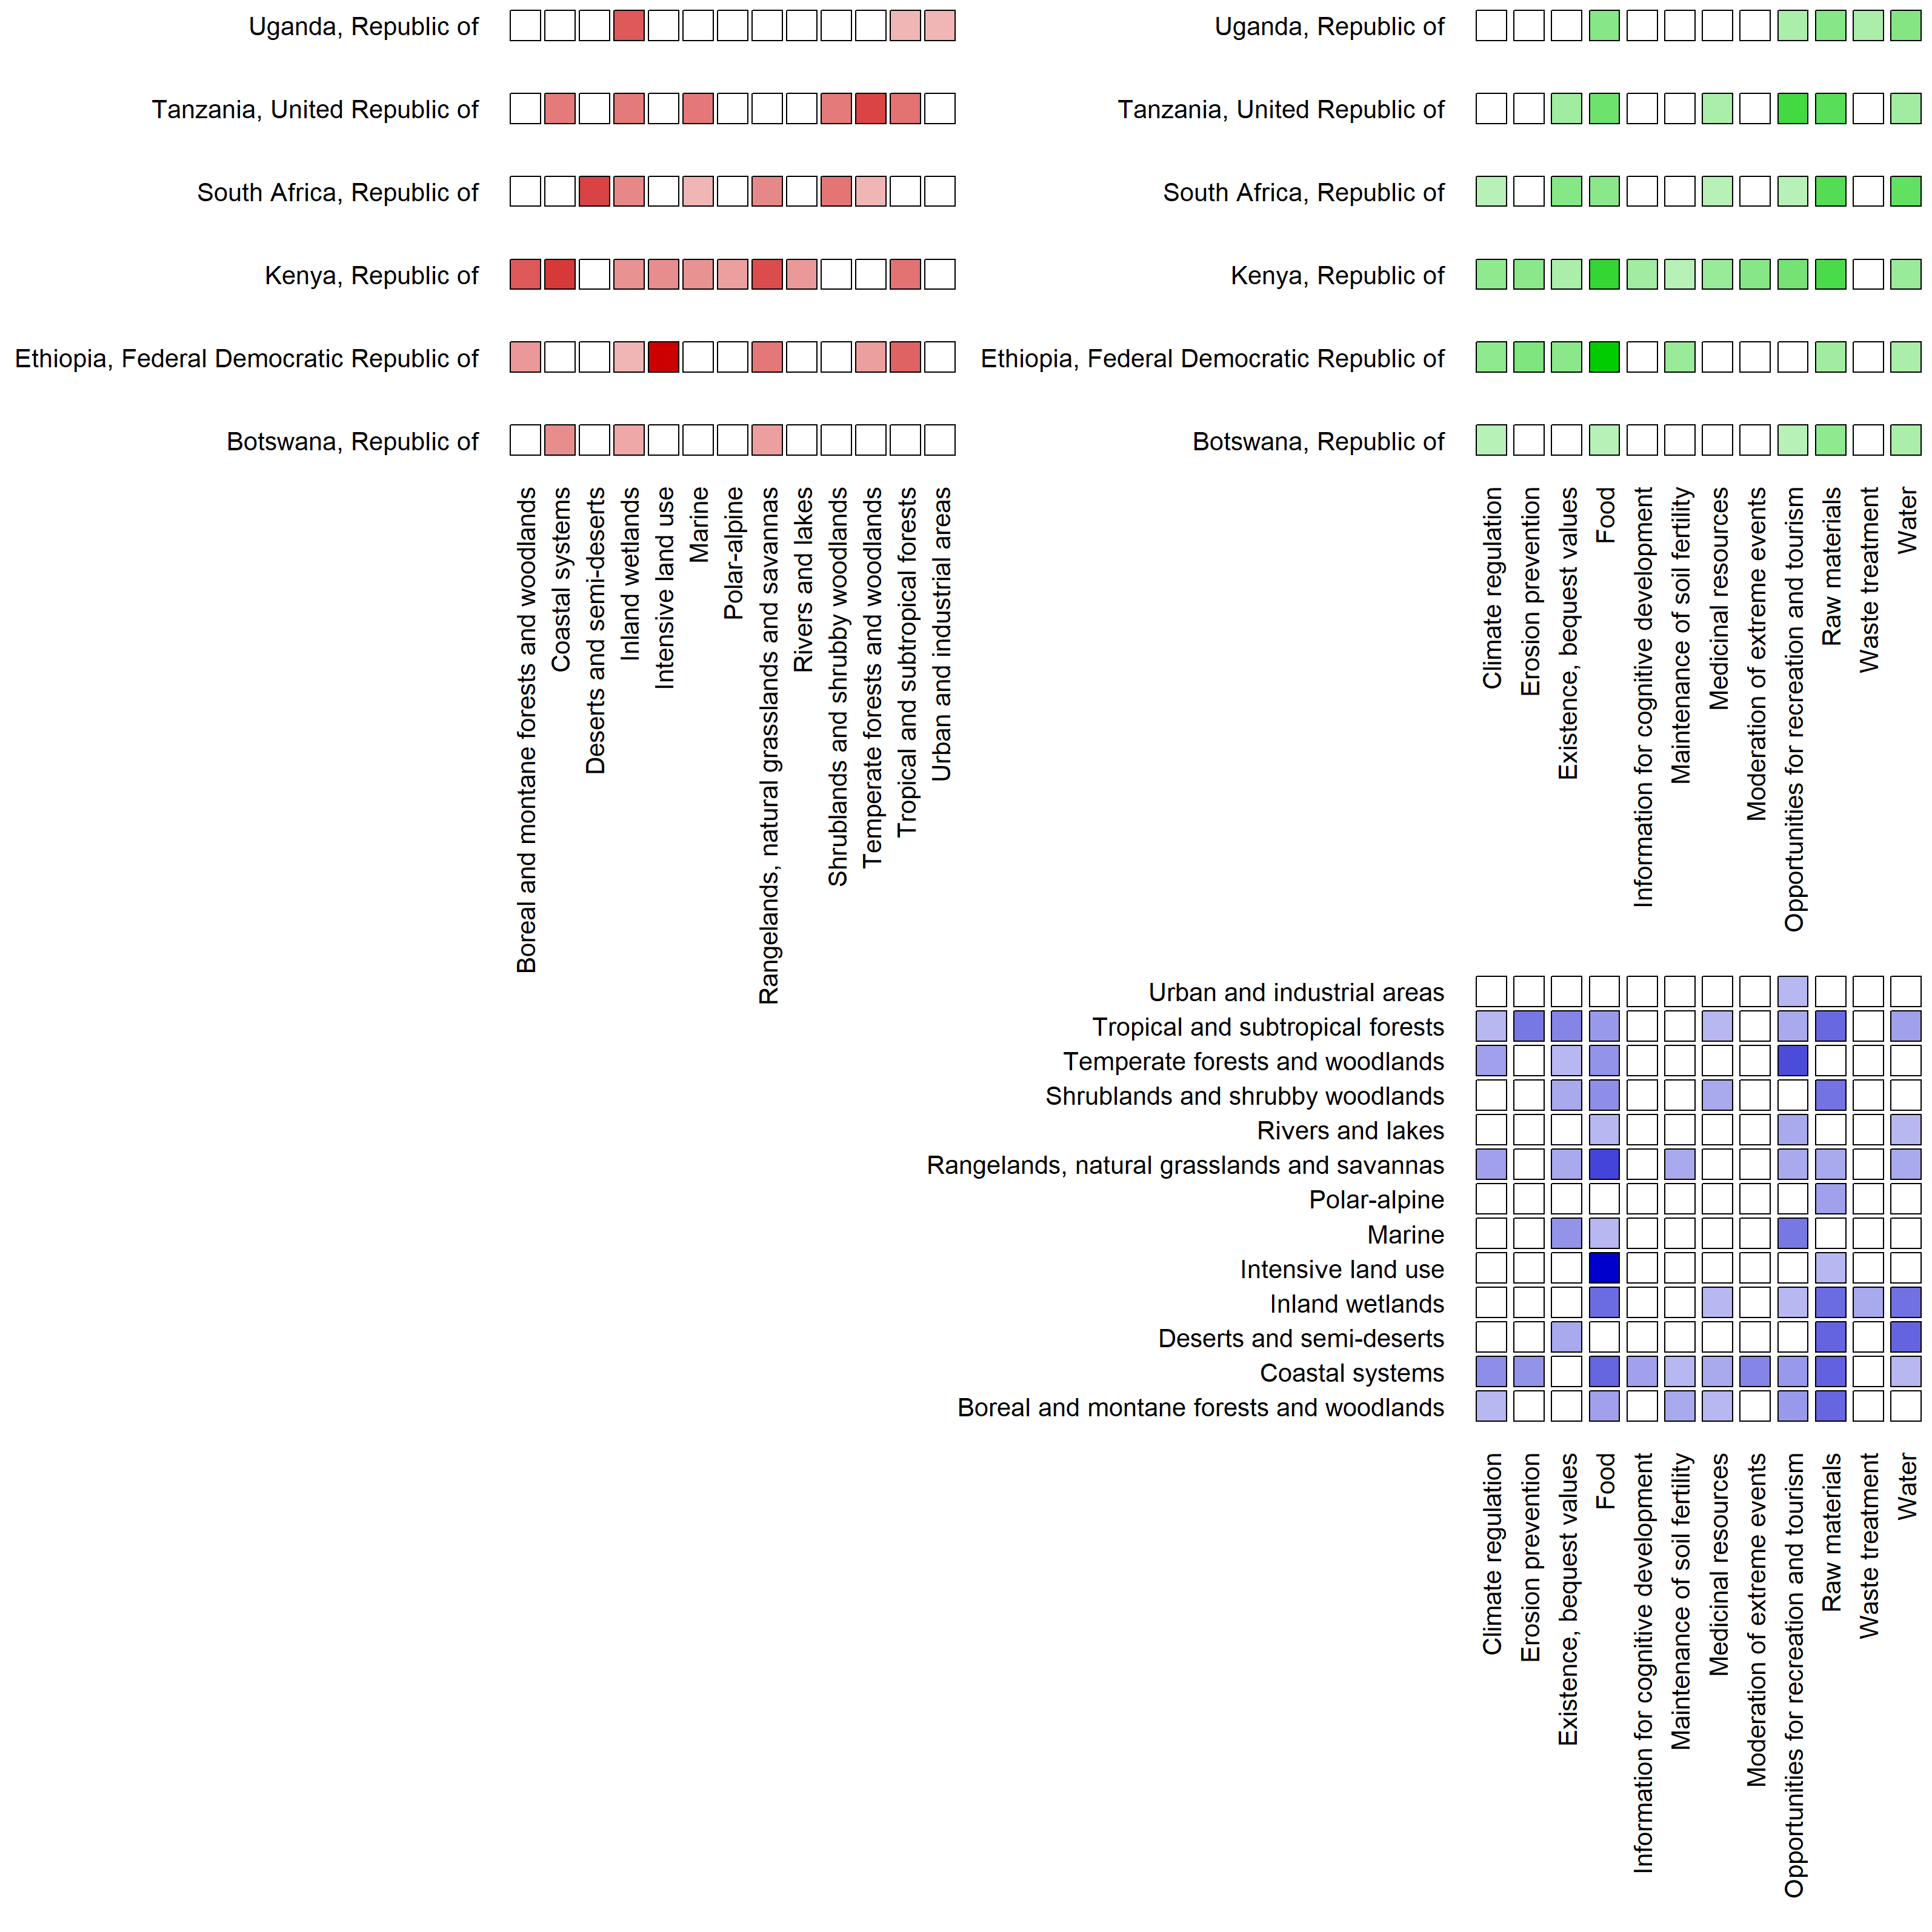 Uganda, Republic of
Tanzania, United Republic of
South Africa, Republic of
Kenya, Republic of
Ethiopia, Federal Democratic Republic of
Botswana, Republic of
Boreal and montane forests and woodlands
Coastal systems
Deserts and semi-deserts
Inland wetlands
Intensive land use
Marine
Polar-alpine
Rangelands, natural grasslands and savannas
Rivers and lakes
Shrublands and shrubby woodlands
Temperate forests and woodlands
Tropical and subtropical forests
Urban and industrial areas
Uganda, Republic of
Tanzania, United Republic of
South Africa, Republic of
Kenya, Republic of
Ethiopia, Federal Democratic Republic of
Botswana, Republic of
Climate regulation
Erosion prevention
Existence, bequest values
Food
Information for cognitive development
Maintenance of soil fertility
Medicinal resources
Moderation of extreme events
Opportunities for recreation and tourism
Raw materials
Waste treatment
Water
Urban and industrial areas
Tropical and subtropical forests
Temperate forests and woodlands
Shrublands and shrubby woodlands
Rivers and lakes
Rangelands, natural grasslands and savannas
Polar-alpine
Marine
Intensive land use
Inland wetlands
Deserts and semi-deserts
Coastal systems
Boreal and montane forests and woodlands
Climate regulation
Erosion prevention
Existence, bequest values
Food
Information for cognitive development
Maintenance of soil fertility
Medicinal resources
Moderation of extreme events
Opportunities for recreation and tourism
Raw materials
Waste treatment
Water